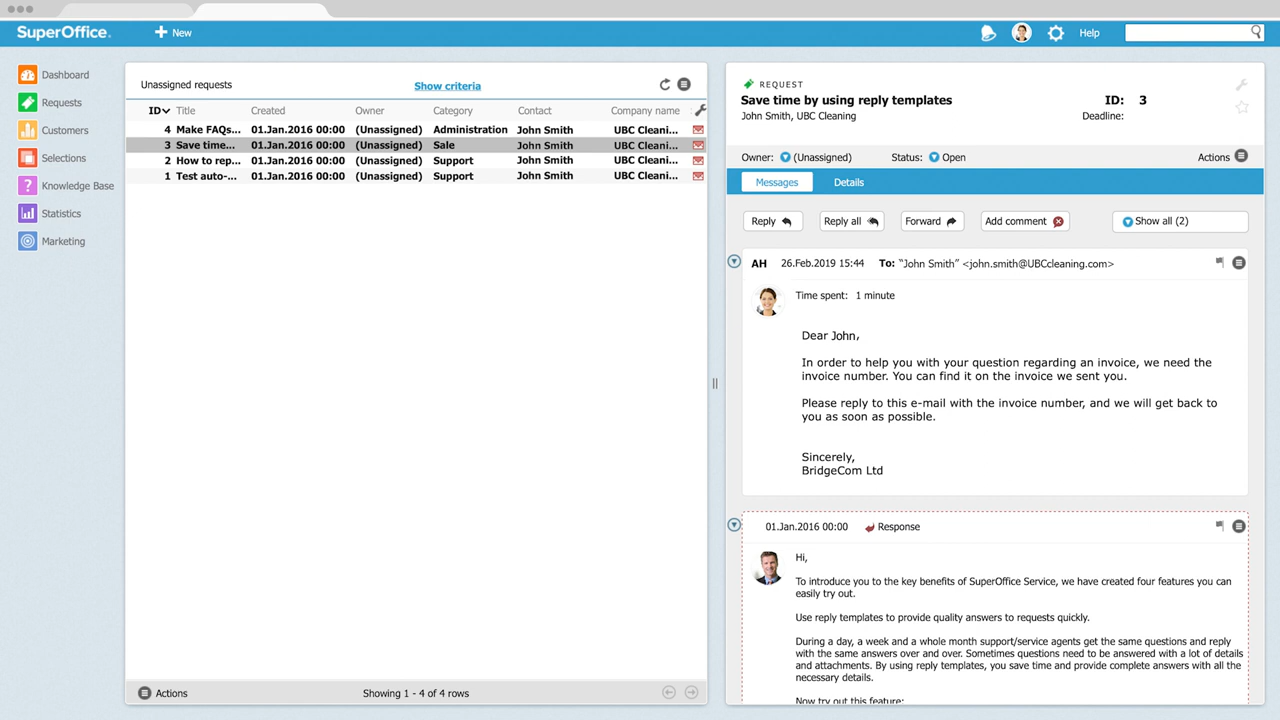 SuperOffice.
New
Help
Dashboard
Requests
Customers
Selections
Knowledge Base
Statistics
Marketing
Unassigned requests
Show criteria
ID Title Created Owner Category Contact Company name
4 Make FAQs... 01.Jan.2016 00:00 (Unassigned) Administration John Smith UBC Cleani...
3 Save time... 01.Jan.2016 00:00 (Unassigned) Sale John Smith UBC Cleani...
2 How to rep... 01.Jan.2016 00:00 (Unassigned) Support John Smith UBC Cleani...
1 Test auto-... 01.Jan.2016 00:00 (Unassigned) Support John Smith UBC Cleani...
Actions
Showing 1 - 4 of 4 rows
REQUEST
Save time by using reply templates
ID: 3
John Smith, UBC Cleaning
Deadline:
Owner: (Unassigned) Status: Open Actions
Messages Details
Reply Reply all Forward Add comment Show all (2)
AH 26.Feb.2019 15:44 To: "John Smith" <john.smith@UBCcleaning.com>
Time spent: 1 minute
Dear John,
In order to help you with your question regarding an invoice, we need the
invoice number. You can find it on the invoice we sent you.
Please reply to this e-mail with the invoice number, and we will get back to
you as soon as possible.
Sincerely,
BridgeCom Ltd
01.Jan.2016 00:00 Response
Hi,
To introduce you to the key benefits of SuperOffice Service, we have created four features you can
easily try out.
Use reply templates to provide quality answers to requests quickly.
During a day, a week and a whole month support/service agents get the same questions and reply
with the same answers over and over. Sometimes questions need to be answered with a lot of details
and attachments. By using reply templates, you save time and provide complete answers with all the
necessary details.
Now try out this feature: